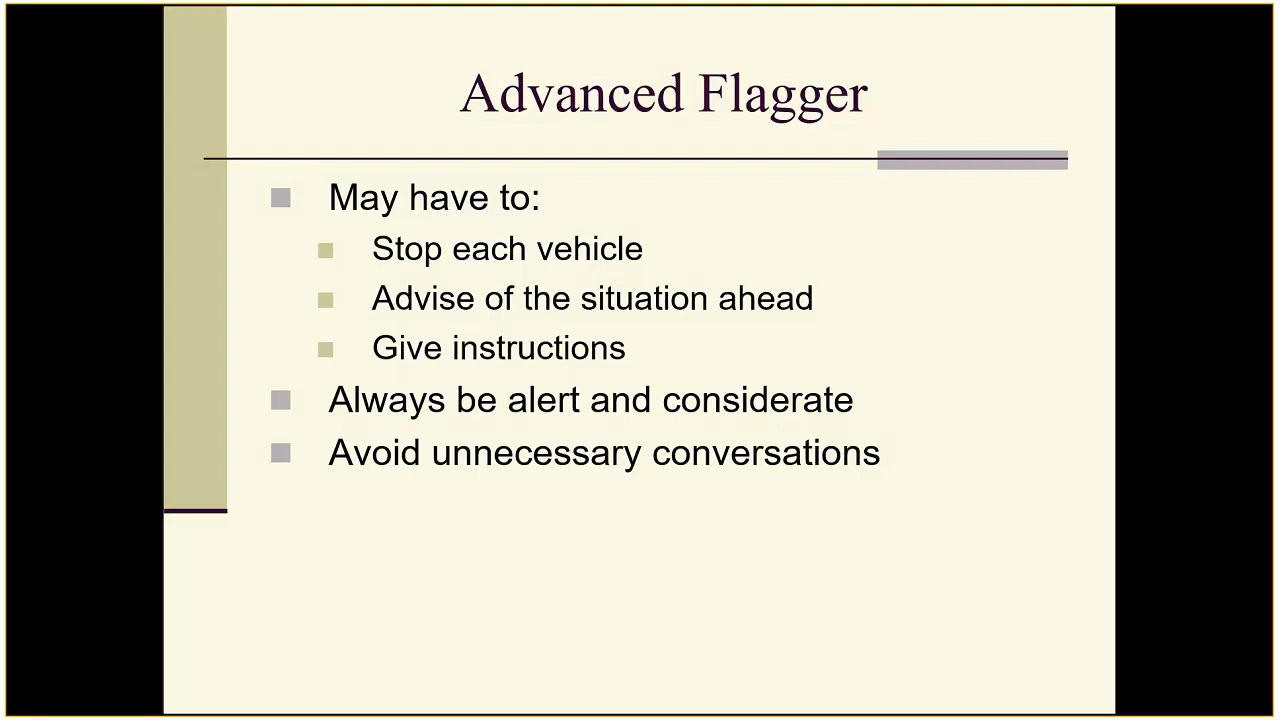 Advanced Flagger
May have to:
Stop each vehicle
Advise of the situation ahead
Give instructions
Always be alert and considerate
Avoid unnecessary conversations